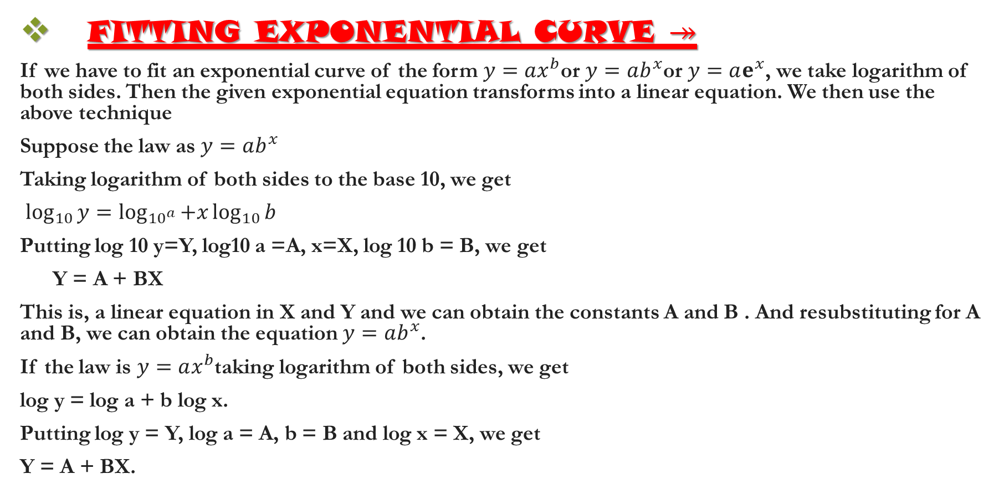 ❖ FITTING EXPONENTIAL CURVE ↠
If we have to fit an exponential curve of the form y = ax^b or y = ab^x or y = ae^x, we take logarithm of
both sides. Then the given exponential equation transforms into a linear equation. We then use the
above technique
Suppose the law as y = ab^x
Taking logarithm of both sides to the base 10, we get
log₁₀ y = log_{10^a} +x log₁₀ b
Putting log 10 y=Y, log10 a =A, x=X, log 10 b = B, we get
Y = A + BX
This is, a linear equation in X and Y and we can obtain the constants A and B . And resubstituting for A
and B, we can obtain the equation y = ab^x.
If the law is y = ax^b taking logarithm of both sides, we get
log y = log a + b log x.
Putting log y = Y, log a = A, b = B and log x = X, we get
Y = A + BX.